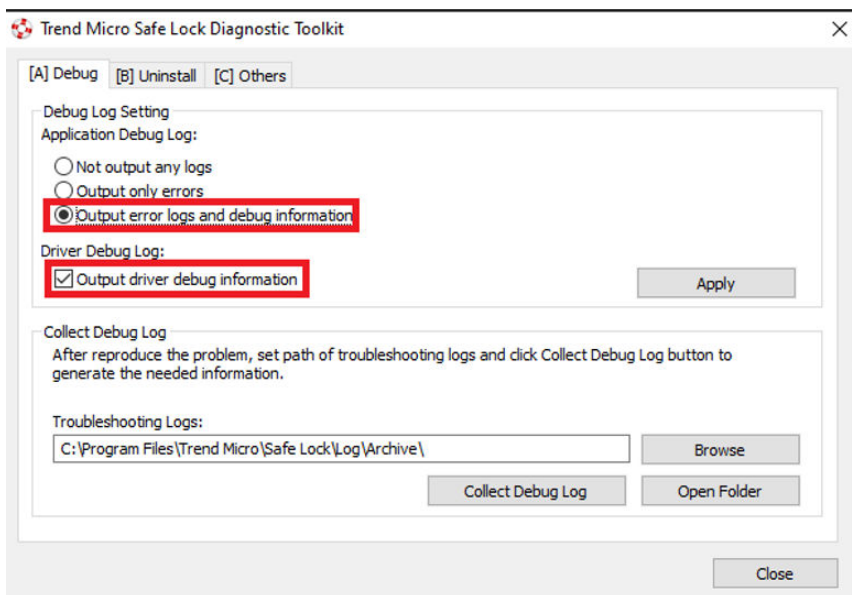 Trend Micro Safe Lock Diagnostic Toolkit
[A] Debug
[B] Uninstall
[C] Others
Debug Log Setting
Application Debug Log:
Not output any logs
Output only errors
Output error logs and debug information
Driver Debug Log:
Output driver debug information
Apply
Collect Debug Log
After reproduce the problem, set path of troubleshooting logs and click Collect Debug Log button to
generate the needed information.
Troubleshooting Logs:
C:\Program Files\Trend Micro\Safe Lock\Log\Archive\
Browse
Collect Debug Log
Open Folder
Close